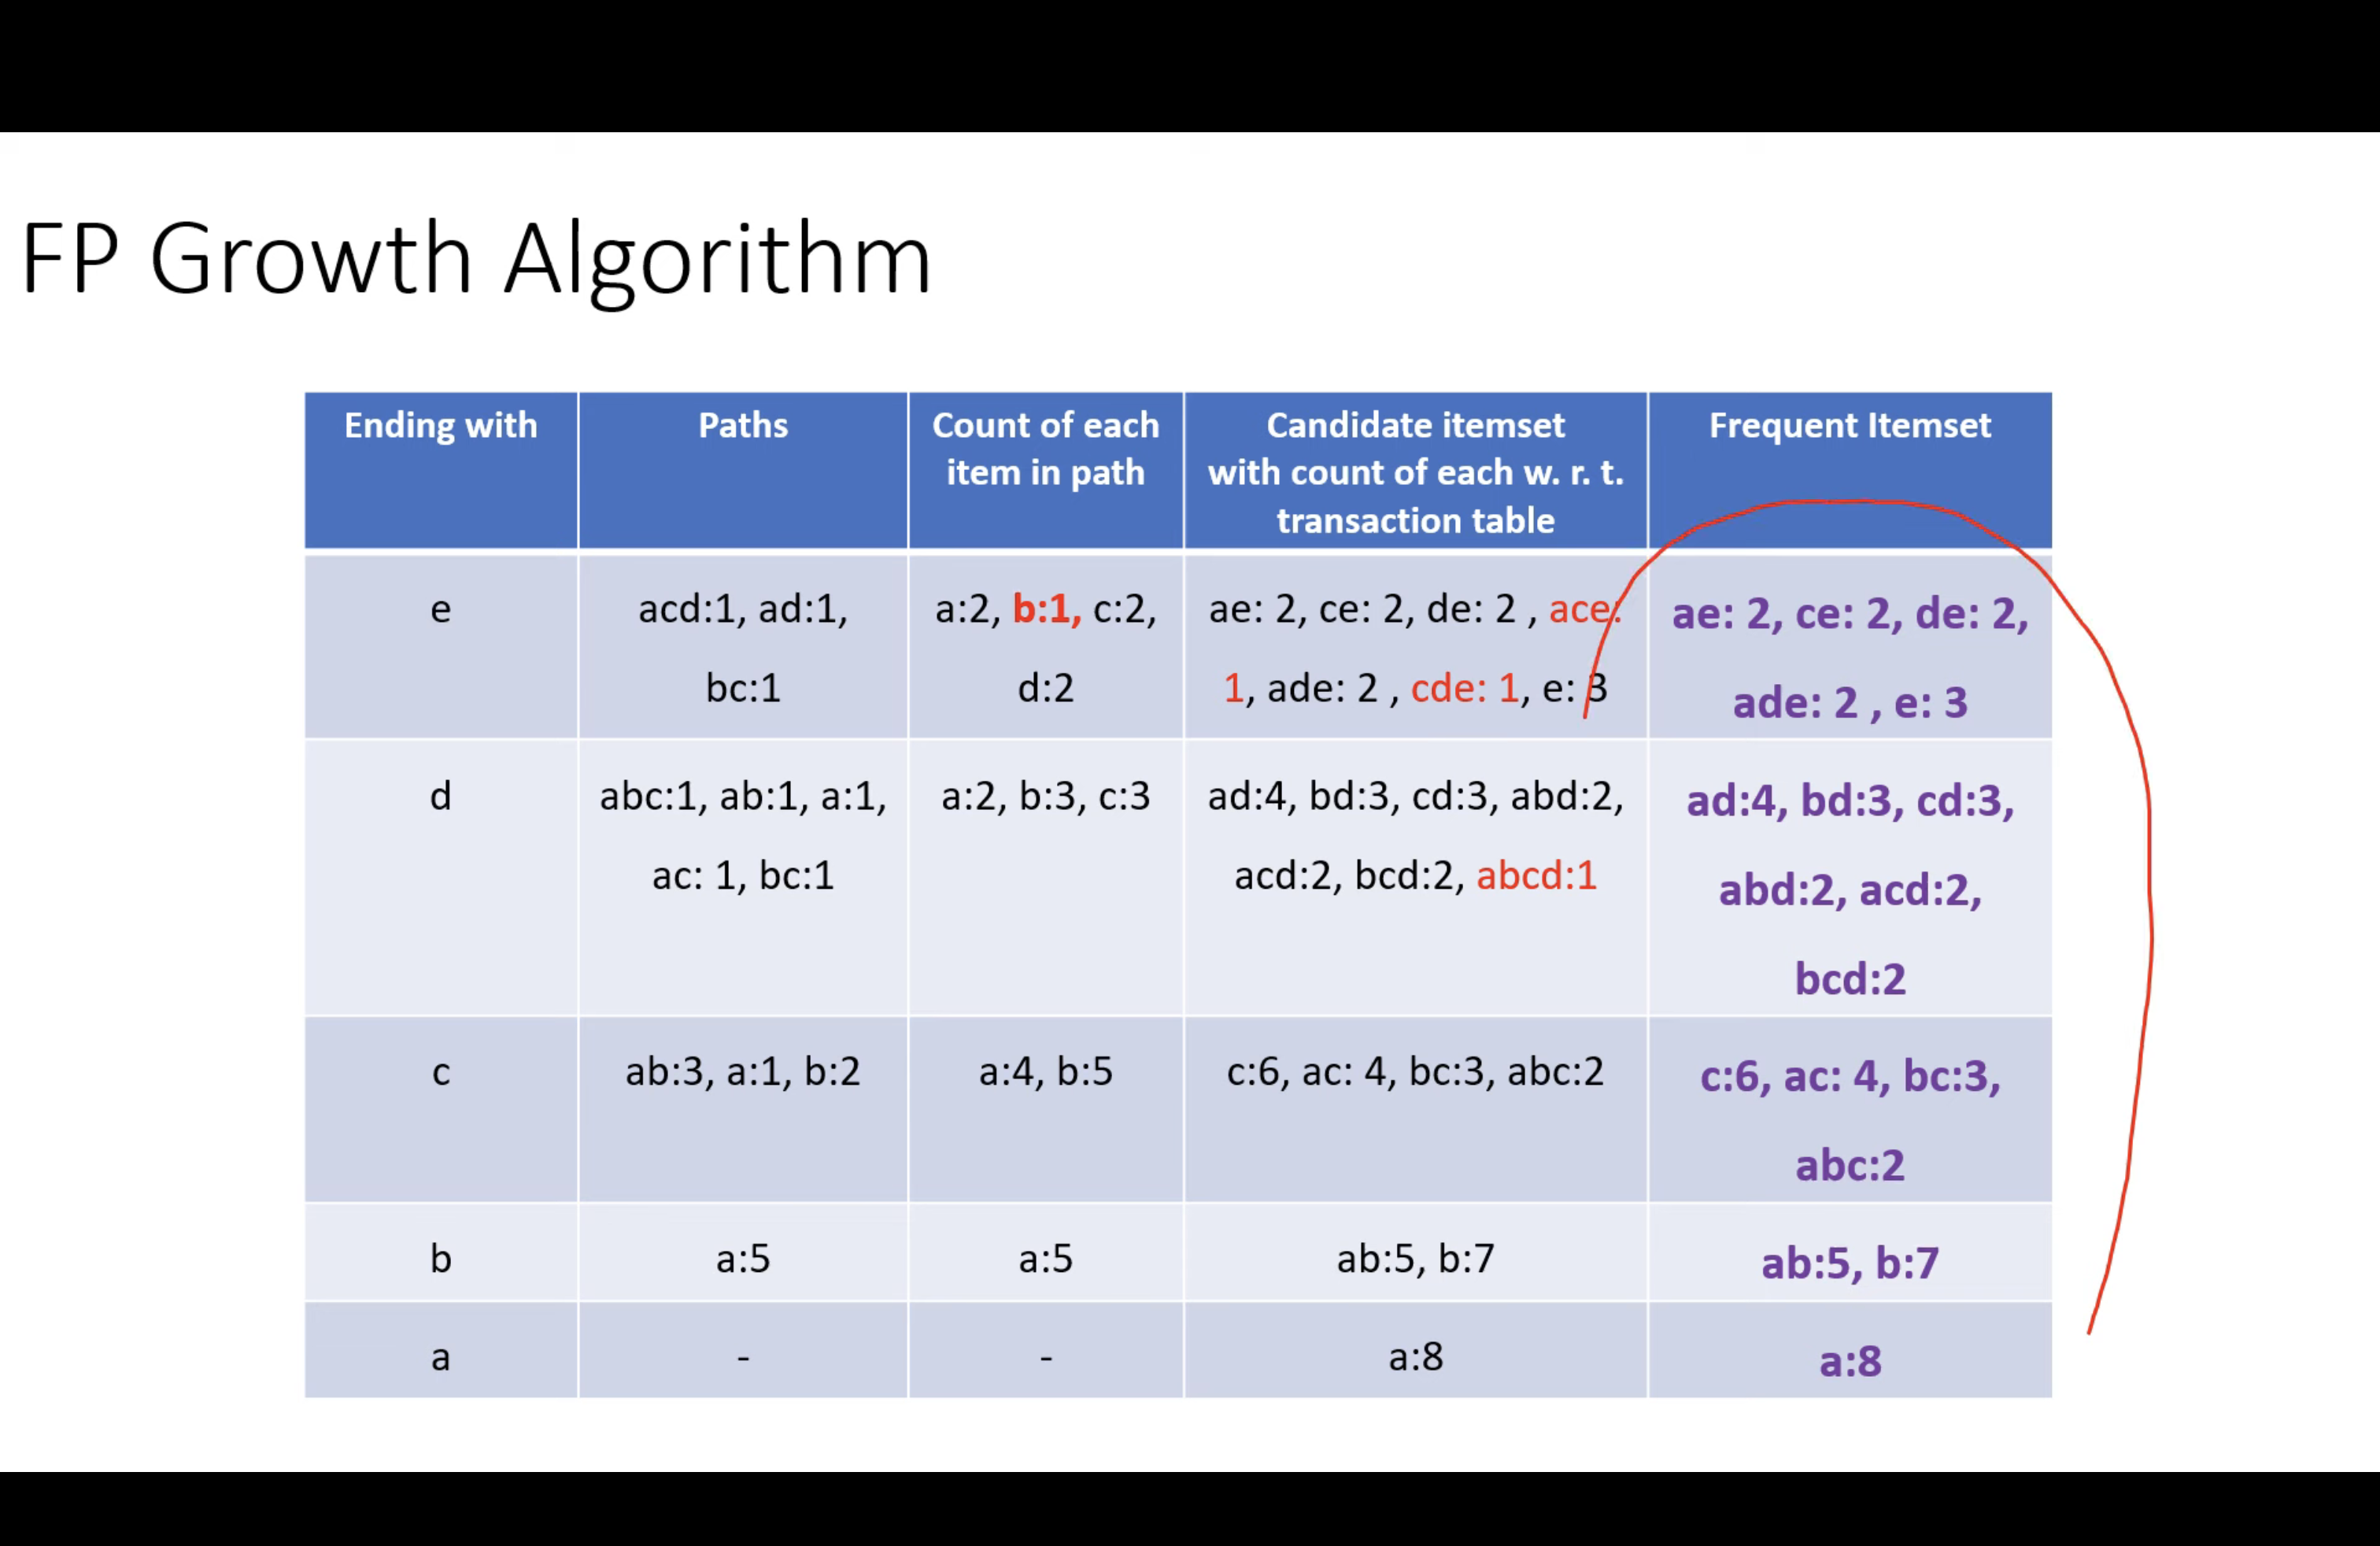 FP Growth Algorithm
Ending with
Paths
Count of each
item in path
Candidate itemset
with count of each w. r. t.
transaction table
Frequent Itemset
e
acd:1, ad:1,
bc:1
a:2, b:1, c:2,
d:2
ae: 2, ce: 2, de: 2 , ace:
1, ade: 2 , cde: 1, e: 3
ae: 2, ce: 2, de: 2,
ade: 2 , e: 3
d
abc:1, ab:1, a:1,
ac: 1, bc:1
a:2, b:3, c:3
ad:4, bd:3, cd:3, abd:2,
acd:2, bcd:2, abcd:1
ad:4, bd:3, cd:3,
abd:2, acd:2,
bcd:2
c
ab:3, a:1, b:2
a:4, b:5
c:6, ac: 4, bc:3, abc:2
c:6, ac: 4, bc:3,
abc:2
b
a:5
a:5
ab:5, b:7
ab:5, b:7
a
-
-
a:8
a:8